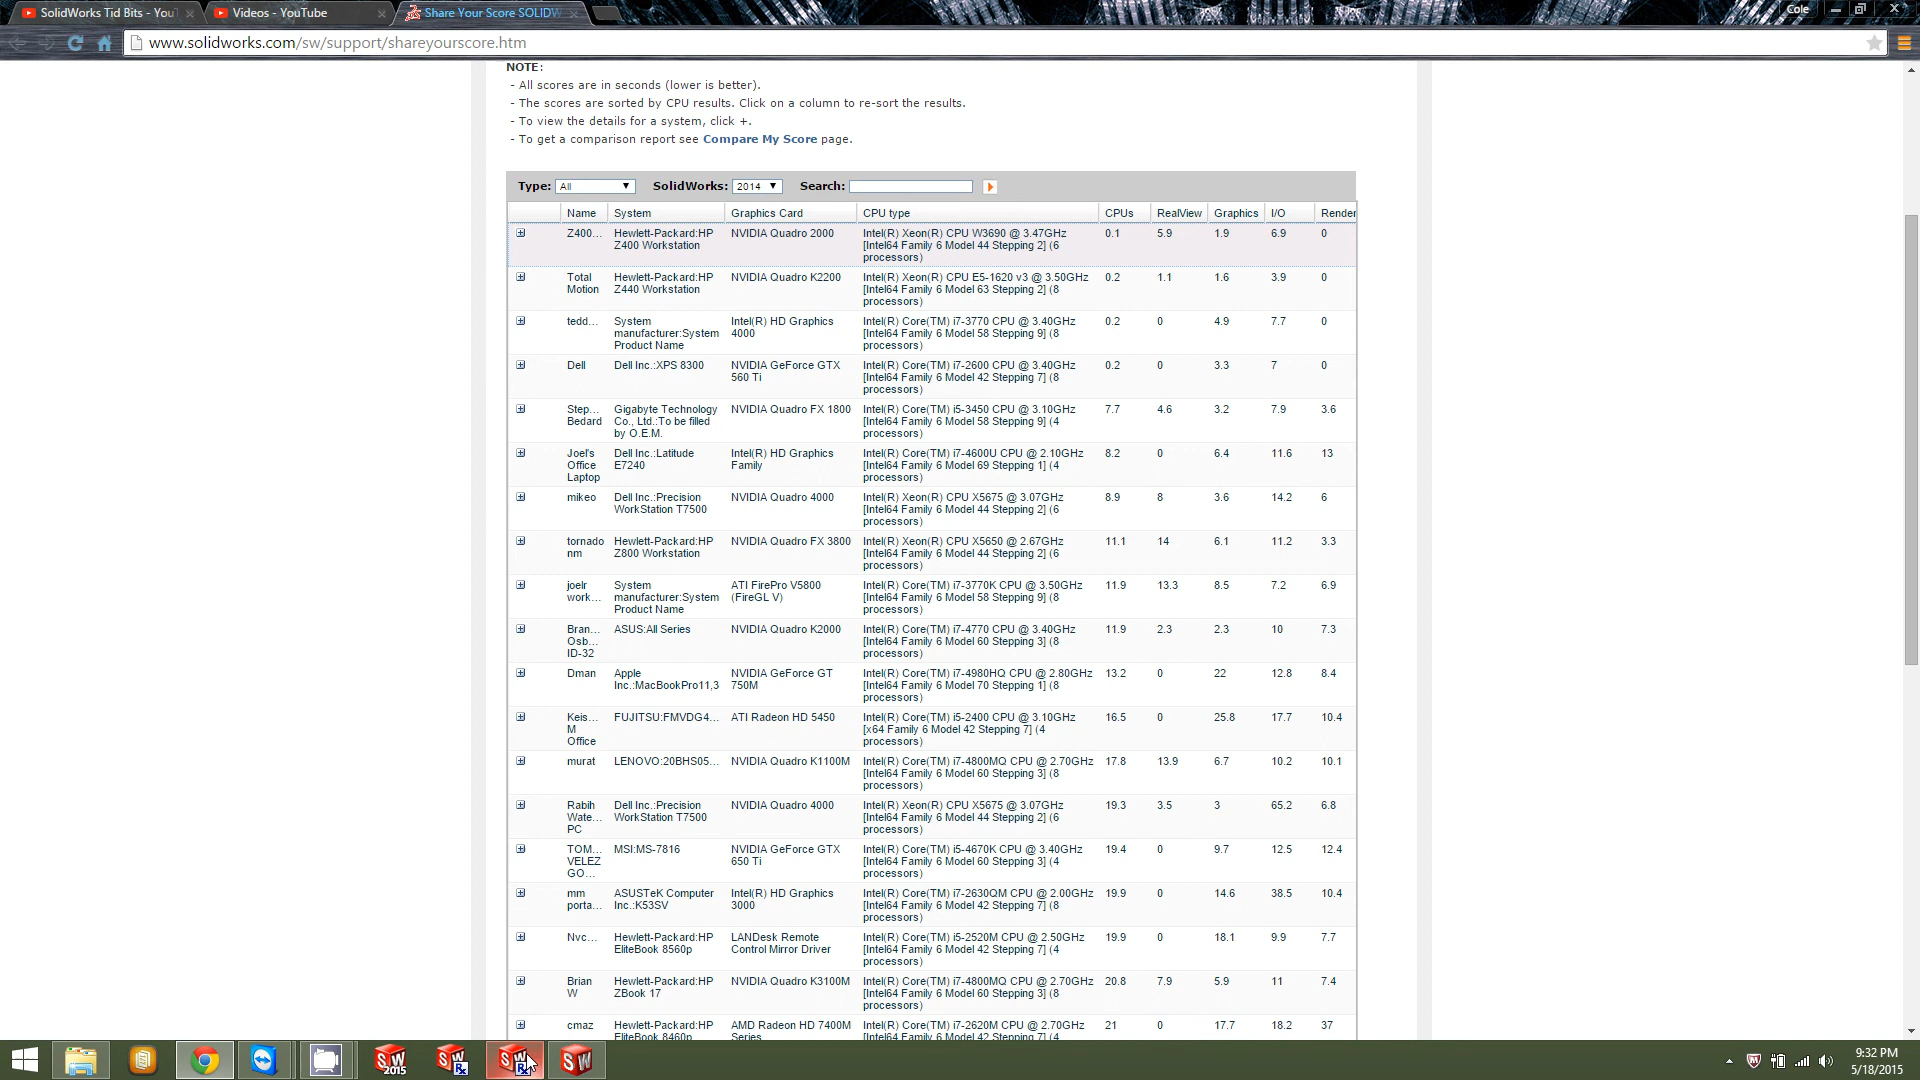 SolidWorks Tid Bits - You
Videos - YouTube
Share Your Score SOLIDW
Cole
www.solidworks.com/sw/support/shareyourscore.htm
NOTE:
- All scores are in seconds (lower is better).
- The scores are sorted by CPU results. Click on a column to re-sort the results.
- To view the details for a system, click +.
- To get a comparison report see Compare My Score page.
Type: All SolidWorks: 2014 Search:
Name System Graphics Card CPU type CPUs RealView Graphics I/O Render
Z400... Hewlett-Packard:HP NVIDIA Quadro 2000 Intel(R) Xeon(R) CPU W3690 @ 3.47GHz 0.1 5.9 1.9 6.9 0
Z400 Workstation [Intel64 Family 6 Model 44 Stepping 2] (6
processors)
Total Hewlett-Packard:HP NVIDIA Quadro K2200 Intel(R) Xeon(R) CPU E5-1620 v3 @ 3.50GHz 0.2 1.1 1.6 3.9 0
Motion Z440 Workstation [Intel64 Family 6 Model 63 Stepping 2] (8
processors)
tedd... System Intel(R) HD Graphics Intel(R) Core(TM) i7-3770 CPU @ 3.40GHz 0.2 0 4.9 7.7 0
manufacturer:System 4000 [Intel64 Family 6 Model 58 Stepping 9] (8
Product Name processors)
Dell Dell Inc.:XPS 8300 NVIDIA GeForce GTX Intel(R) Core(TM) i7-2600 CPU @ 3.40GHz 0.2 0 3.3 7 0
560 Ti [Intel64 Family 6 Model 42 Stepping 7] (8
processors)
Step... Gigabyte Technology NVIDIA Quadro FX 1800 Intel(R) Core(TM) i5-3450 CPU @ 3.10GHz 7.7 4.6 3.2 7.9 3.6
Bedard Co., Ltd.:To be filled [Intel64 Family 6 Model 58 Stepping 9] (4
by O.E.M. processors)
Joel's Dell Inc.:Latitude Intel(R) HD Graphics Intel(R) Core(TM) i7-4600U CPU @ 2.10GHz 8.2 0 6.4 11.6 13
Office E7240 Family [Intel64 Family 6 Model 69 Stepping 1] (4
Laptop processors)
mikeo Dell Inc.:Precision NVIDIA Quadro 4000 Intel(R) Xeon(R) CPU X5675 @ 3.07GHz 8.9 8 3.6 14.2 6
WorkStation T7500 [Intel64 Family 6 Model 44 Stepping 2] (6
processors)
tornado Hewlett-Packard:HP NVIDIA Quadro FX 3800 Intel(R) Xeon(R) CPU X5650 @ 2.67GHz 11.1 14 6.1 11.2 3.3
nm Z800 Workstation [Intel64 Family 6 Model 44 Stepping 2] (6
processors)
joelr System ATI FirePro V5800 Intel(R) Core(TM) i7-3770K CPU @ 3.50GHz 11.9 13.3 8.5 7.2 6.9
work... manufacturer:System (FireGL V) [Intel64 Family 6 Model 58 Stepping 9] (8
Product Name processors)
Bran... ASUS:All Series NVIDIA Quadro K2000 Intel(R) Core(TM) i7-4770 CPU @ 3.40GHz 11.9 2.3 2.3 10 7.3
Osb... [Intel64 Family 6 Model 60 Stepping 3] (8
ID-32 processors)
Dman Apple NVIDIA GeForce GT Intel(R) Core(TM) i7-4980HQ CPU @ 2.80GHz 13.2 0 22 12.8 8.4
Inc.:MacBookPro11,3 750M [Intel64 Family 6 Model 70 Stepping 1] (8
processors)
Keis... FUJITSU:FMVDG4... ATI Radeon HD 5450 Intel(R) Core(TM) i5-2400 CPU @ 3.10GHz 16.5 0 25.8 17.7 10.4
M [x64 Family 6 Model 42 Stepping 7] (4
Office processors)
murat LENOVO:20BHS05... NVIDIA Quadro K1100M Intel(R) Core(TM) i7-4800MQ CPU @ 2.70GHz 17.8 13.9 6.7 10.2 10.1
[Intel64 Family 6 Model 60 Stepping 3] (8
processors)
Rabih Dell Inc.:Precision NVIDIA Quadro 4000 Intel(R) Xeon(R) CPU X5675 @ 3.07GHz 19.3 3.5 3 65.2 6.8
Wate... WorkStation T7500 [Intel64 Family 6 Model 44 Stepping 2] (6
PC processors)
TOM... MSI:MS-7816 NVIDIA GeForce GTX Intel(R) Core(TM) i5-4670K CPU @ 3.40GHz 19.4 0 9.7 12.5 12.4
VELEZ 650 Ti [Intel64 Family 6 Model 60 Stepping 3] (4
GO... processors)
mm ASUSTeK Computer Intel(R) HD Graphics Intel(R) Core(TM) i7-2630QM CPU @ 2.00GHz 19.9 0 14.6 38.5 10.4
porta... Inc.:K53SV 3000 [Intel64 Family 6 Model 42 Stepping 7] (8
processors)
Nvc... Hewlett-Packard:HP LANDesk Remote Intel(R) Core(TM) i5-2520M CPU @ 2.50GHz 19.9 0 18.1 9.9 7.7
EliteBook 8560p Control Mirror Driver [Intel64 Family 6 Model 42 Stepping 7] (4
processors)
Brian Hewlett-Packard:HP NVIDIA Quadro K3100M Intel(R) Core(TM) i7-4800MQ CPU @ 2.70GHz 20.8 7.9 5.9 11 7.4
W ZBook 17 [Intel64 Family 6 Model 60 Stepping 3] (8
processors)
cmaz Hewlett-Packard:HP AMD Radeon HD 7400M Intel(R) Core(TM) i7-2620M CPU @ 2.70GHz 21 0 17.7 18.2 37
EliteBook 8460p Series [Intel64 Family 6 Model 42 Stepping 7] (4
SW 2015
SW Rx
SW Rx
SW
9:32 PM
5/18/2015